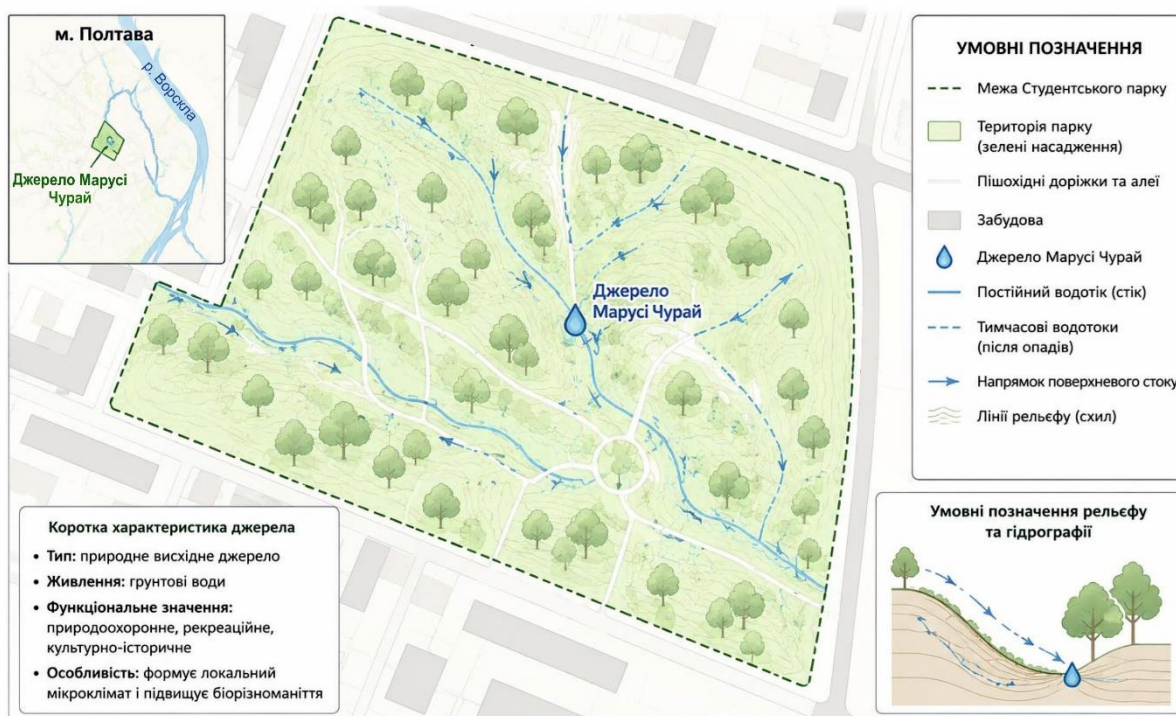 м. Полтава
р. Ворскла
Джерело Марусі
Чурай
Джерело
Марусі Чурай
УМОВНІ ПОЗНАЧЕННЯ
Межа Студентського парку
Територія парку
(зелені насадження)
Пішохідні доріжки та алеї
Забудова
Джерело Марусі Чурай
Постійний водотік (стік)
Тимчасові водотоки
(після опадів)
Напрямок поверхневого стоку
Лінії рельєфу (схил)
Коротка характеристика джерела
• Тип: природне висхідне джерело
• Живлення: грунтові води
• Функціональне значення:
природоохоронне, рекреаційне,
культурно-історичне
• Особливість: формує локальний
мікроклімат і підвищує біорізноманіття
Умовні позначення рельєфу
та гідрографії